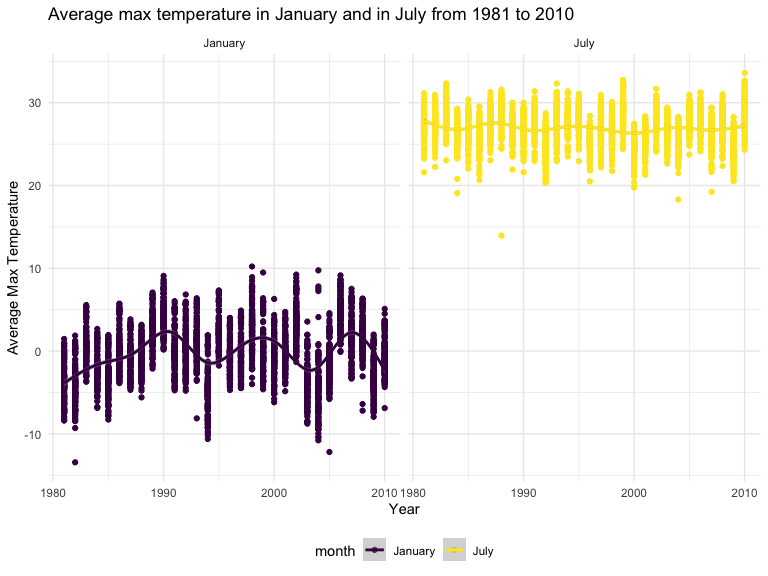 Average max temperature in January and in July from 1981 to 2010
January July
30
20
10
0
-10
1980 1990 2000 2010 1980 1990 2000 2010
Average Max Temperature
Year
month January July